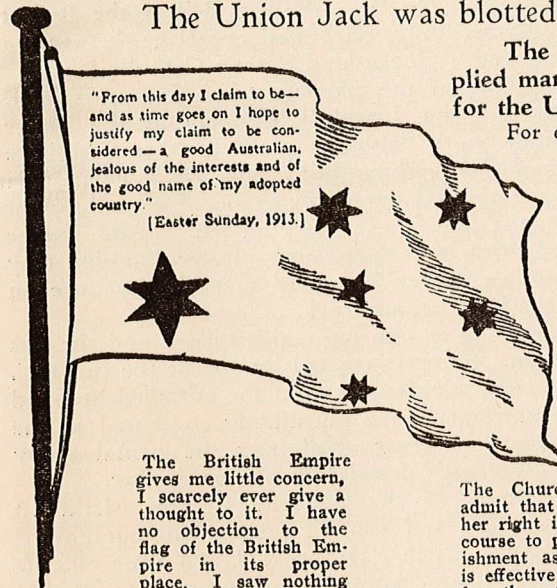 The Union Jack was blotted
The
plied man
for the U
For
"From this day I claim to be—
and as time goes on I hope to
justify my claim to be con-
sidered — a good Australian,
jealous of the interests and of
the good name of my adopted
country."
[Easter Sunday, 1913.]
The British Empire
gives me little concern,
I scarcely ever give a
thought to it. I have
no objection to the
flag of the British Em-
pire in its proper
place. I saw nothing
The Churc
admit that
her right i
course to p
ishment as
is effective